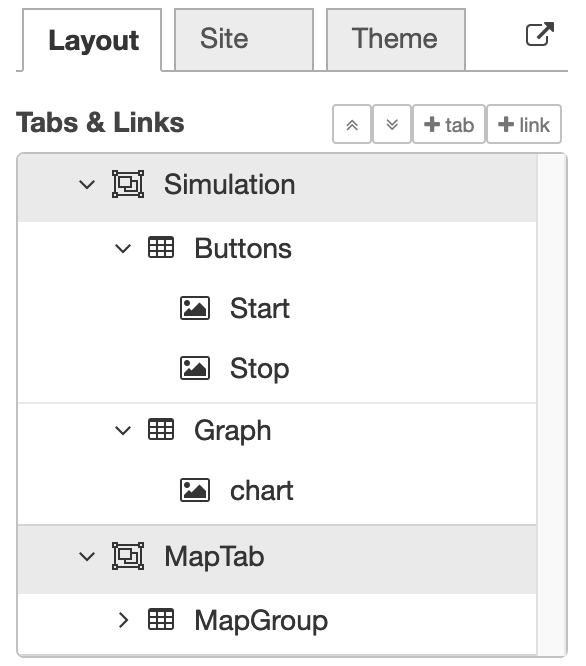 Layout Site Theme
Tabs & Links + tab + link
Simulation
Buttons
Start
Stop
Graph
chart
MapTab
MapGroup